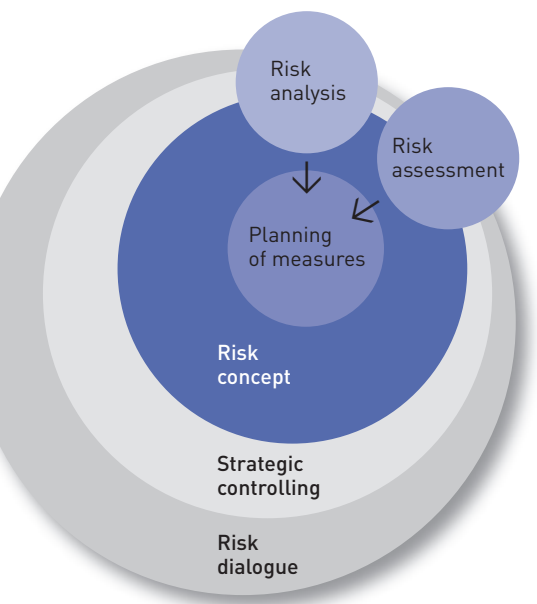 Risk
analysis
Risk
assessment
Planning
of measures
Risk
concept
Strategic
controlling
Risk
dialogue